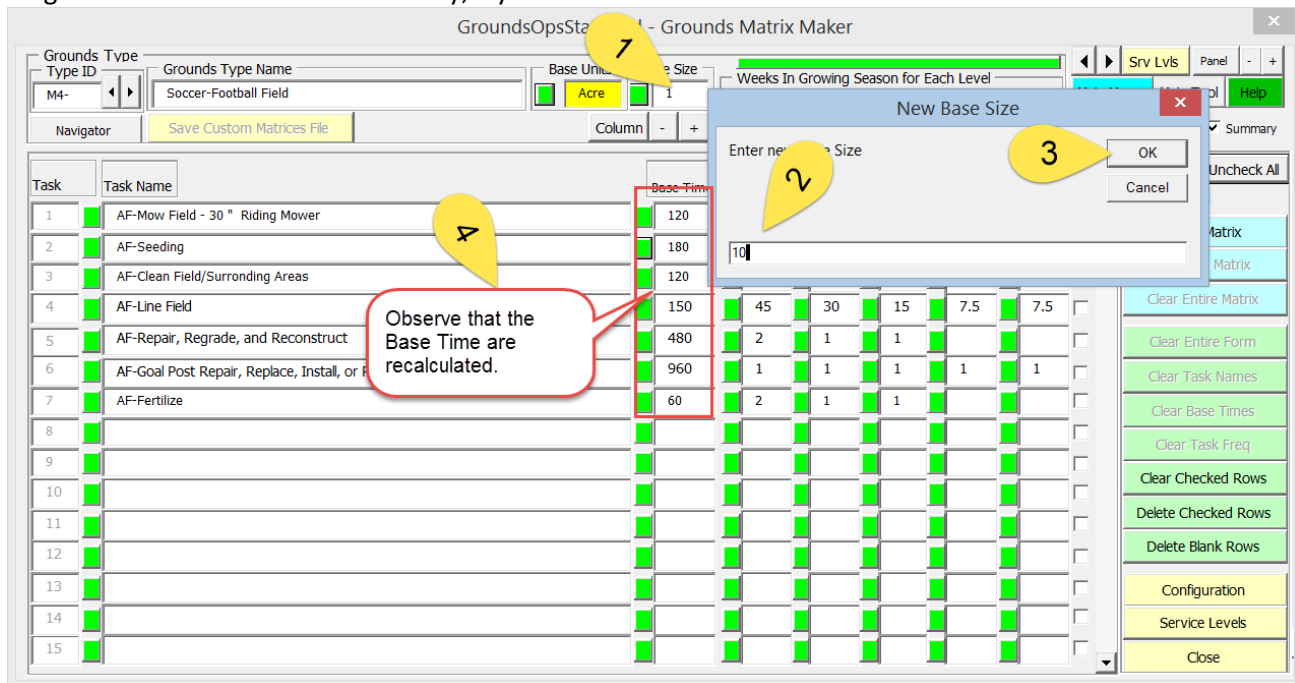 GroundsOpsSta - Grounds Matrix Maker
Grounds Type
Type ID
Grounds Type Name
Base Units
Size
Weeks In Growing Season for Each Level
Srv Lvls
Panel
-
+
M4-
Soccer-Football Field
Acre
1
Help
Navigator
Save Custom Matrices File
Column
-
+
Summary
1
New Base Size
Enter new Base Size
OK
Cancel
10
2
3
Uncheck All
Task
Task Name
Base Time
1 AF-Mow Field - 30 " Riding Mower 120
2 AF-Seeding 180
3 AF-Clean Field/Surronding Areas 120
4 AF-Line Field 150 45 30 15 7.5 7.5
5 AF-Repair, Regrade, and Reconstruct 480 2 1 1
6 AF-Goal Post Repair, Replace, Install, or 960 1 1 1 1 1
7 AF-Fertilize 60 2 1 1
8
9
10
11
12
13
14
15
4
Observe that the
Base Time are
recalculated.
Matrix
Matrix
Clear Entire Matrix
Clear Entire Form
Clear Task Names
Clear Base Times
Clear Task Freq
Clear Checked Rows
Delete Checked Rows
Delete Blank Rows
Configuration
Service Levels
Close